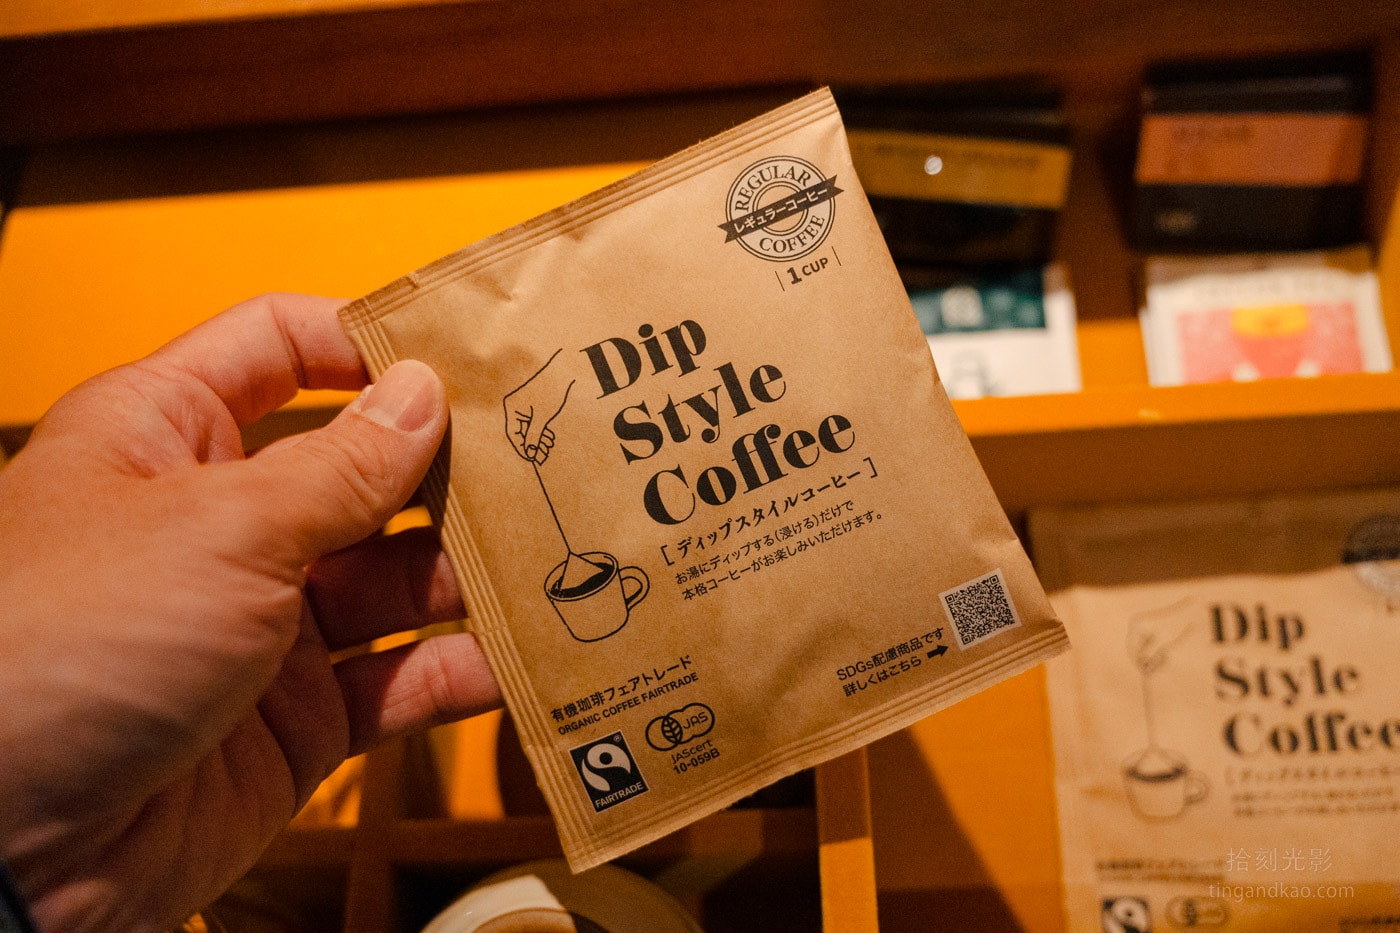 REGULAR
レギュラーコーヒー
COFFEE
1 CUP
Dip
Style
Coffee
[ ディップスタイルコーヒー ]
お湯にディップする(浸ける)だけで
本格コーヒーがお楽しみいただけます。
SDGs配慮商品です
詳しくはこちら
有機珈琲フェアトレード
ORGANIC COFFEE FAIRTRADE
FAIRTRADE
JAS
JAScert
10-059B
Dip
Style
Coffee
拾刻光影
tingandkao.com